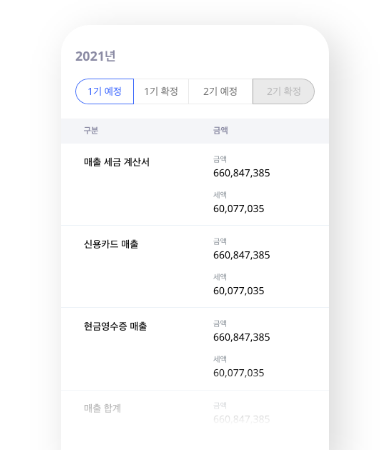 2021년
1기 예정 1기 확정 2기 예정 2기 확정
구분 금액
매출 세금 계산서 금액
660,847,385
세액
60,077,035
신용카드 매출 금액
660,847,385
세액
60,077,035
현금영수증 매출 금액
660,847,385
세액
60,077,035
매출 합계 금액
660,847,385